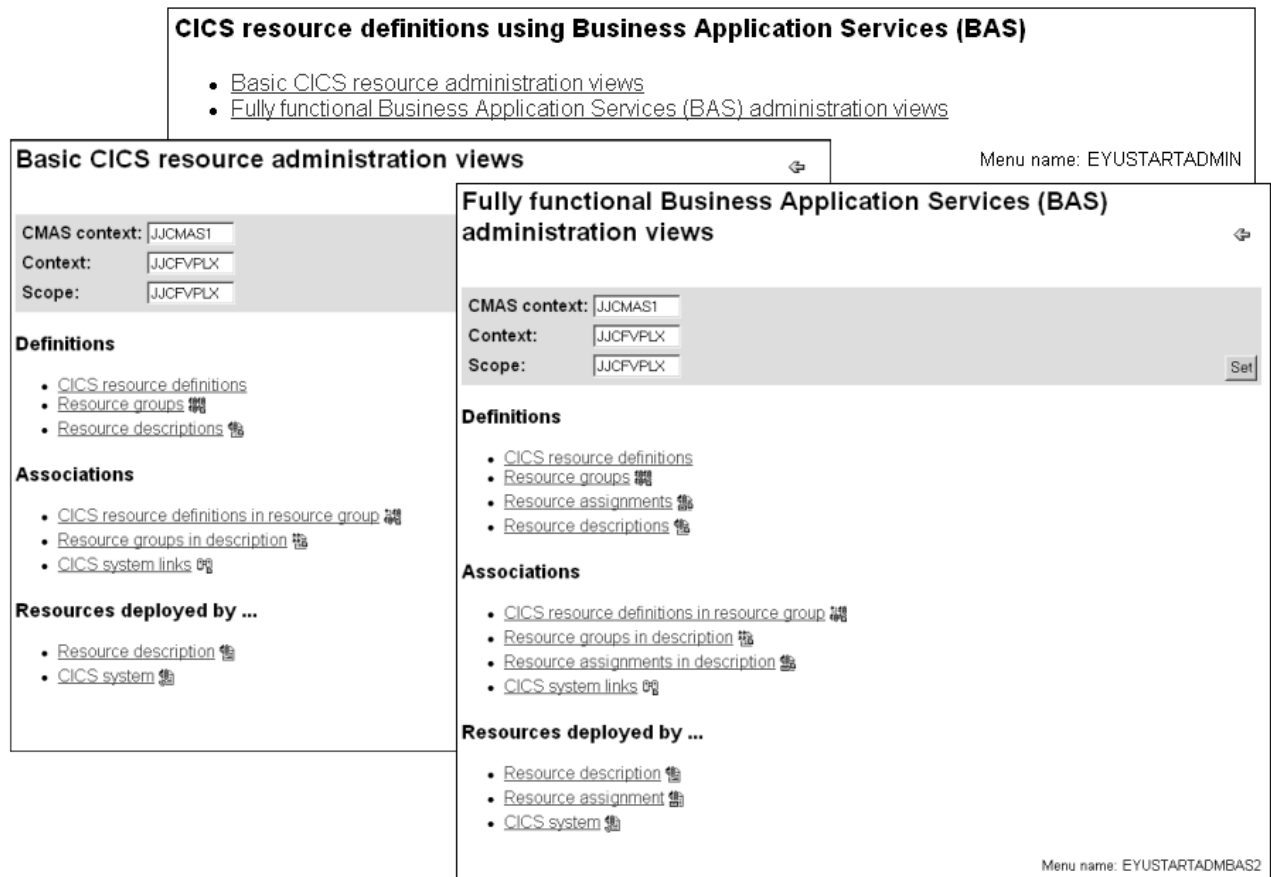 CICS resource definitions using Business Application Services (BAS)
Basic CICS resource administration views
Fully functional Business Application Services (BAS) administration views
Menu name: EYUSTARTADMIN
Basic CICS resource administration views
CMAS context: JJCMAS1
Context: JJCFVPLX
Scope: JJCFVPLX
Definitions
CICS resource definitions
Resource groups
Resource descriptions
Associations
CICS resource definitions in resource group
Resource groups in description
CICS system links
Resources deployed by ...
Resource description
CICS system
Fully functional Business Application Services (BAS)
administration views
CMAS context: JJCMAS1
Context: JJCFVPLX
Scope: JJCFVPLX
Set
Definitions
CICS resource definitions
Resource groups
Resource assignments
Resource descriptions
Associations
CICS resource definitions in resource group
Resource groups in description
Resource assignments in description
CICS system links
Resources deployed by ...
Resource description
Resource assignment
CICS system
Menu name: EYUSTARTADMBAS2